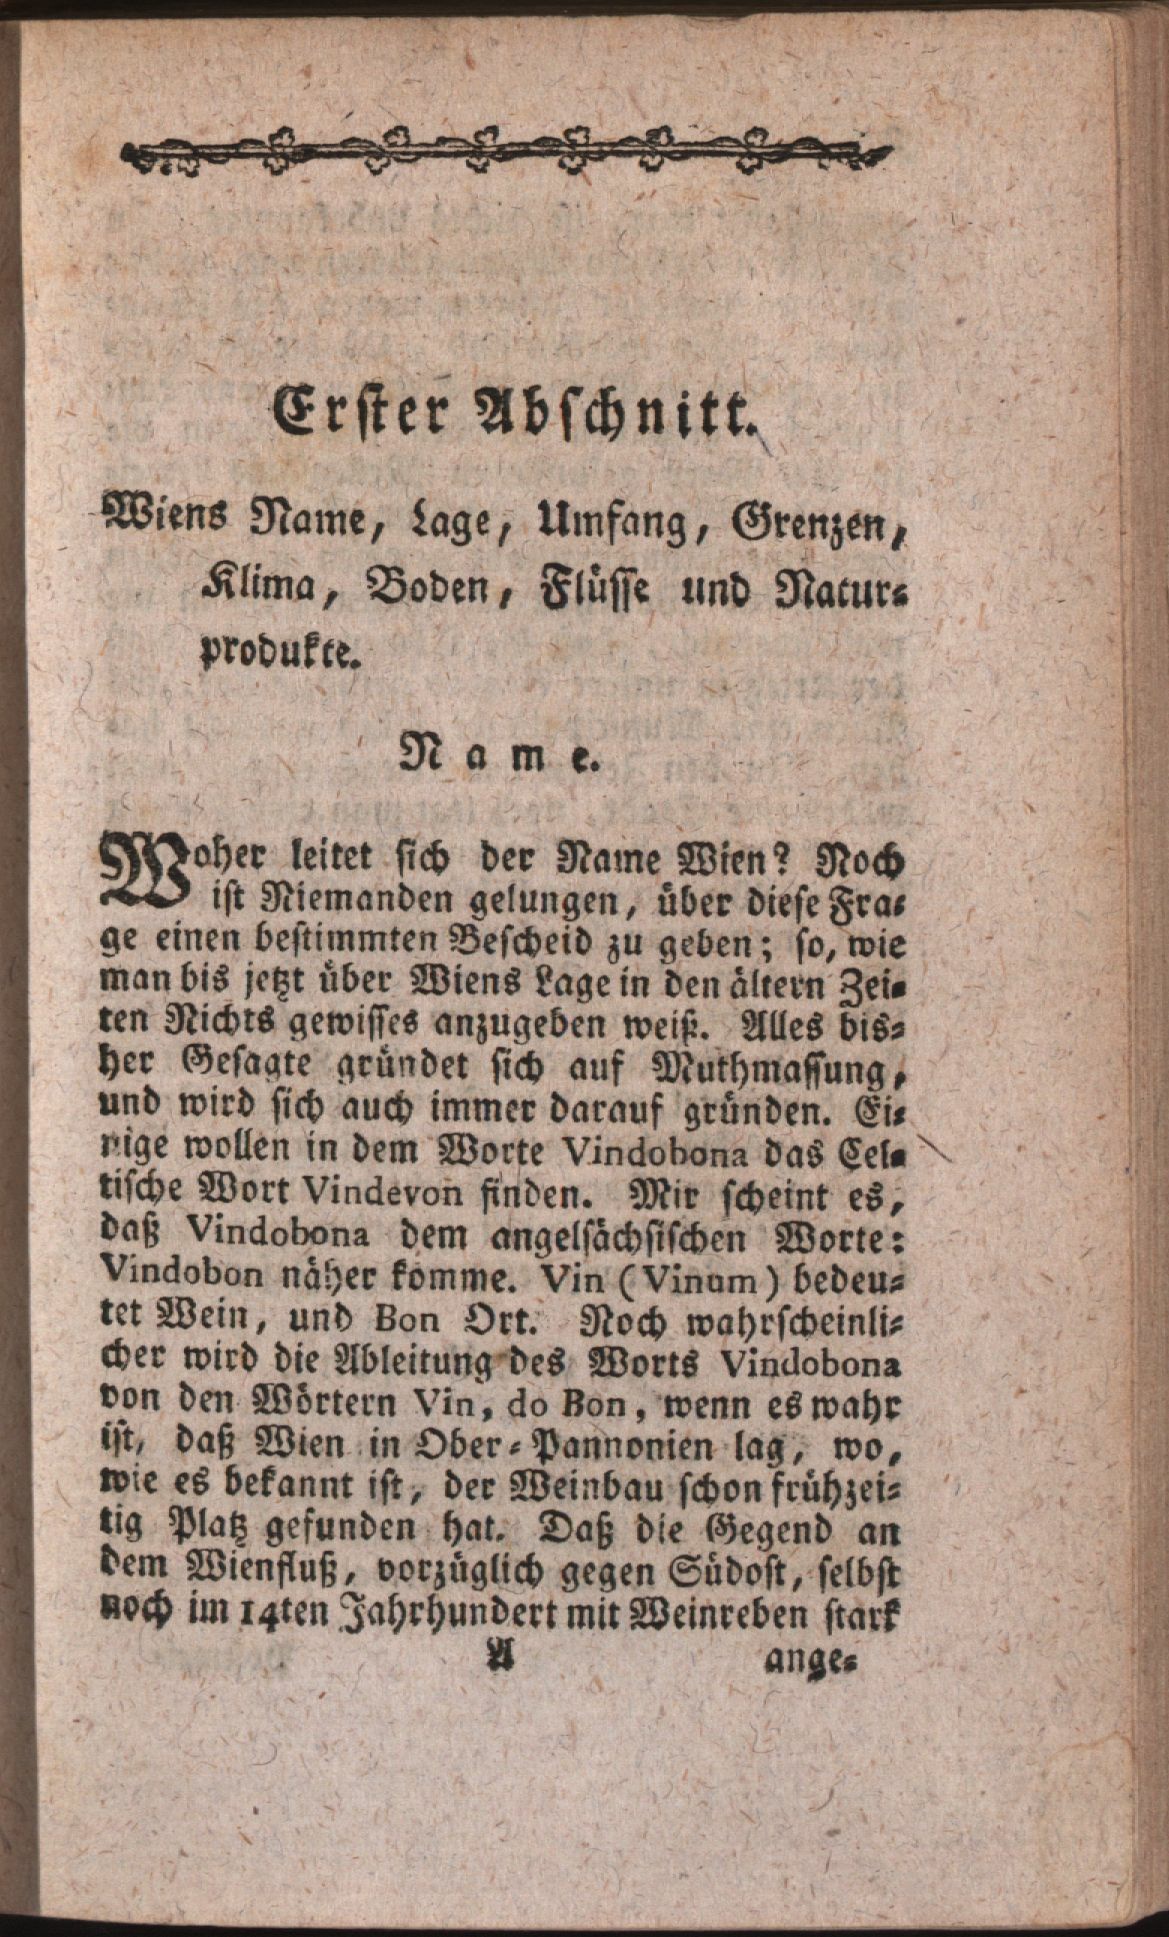 Erster Abschnitt.
Wiens Name, Lage, Umfang, Grenzen,
Klima, Boden, Flüsse und Natur-
produkte.
Name.
Woher leitet sich der Name Wien? Noch
ist Niemanden gelungen, über diese Fra-
ge einen bestimmten Bescheid zu geben; so, wie
man bis jetzt über Wiens Lage in den ältern Zei-
ten Nichts gewisses anzugeben weiß. Alles bis-
her Gesagte gründet sich auf Muthmassung,
und wird sich auch immer darauf gründen. Ei-
nige wollen in dem Worte Vindobona das Cel-
tische Wort Vindevon finden. Mir scheint es,
daß Vindobona dem angelsächsischen Worte:
Vindobon näher komme. Vin (Vinum) bedeu-
tet Wein, und Bon Ort. Noch wahrscheinli-
cher wird die Ableitung des Worts Vindobona
von den Wörtern Vin, do Bon, wenn es wahr
ist, daß Wien in Ober-Pannonien lag, wo,
wie es bekannt ist, der Weinbau schon frühzei-
tig Platz gefunden hat. Daß die Gegend an
dem Wienfluß, vorzüglich gegen Südost, selbst
noch im 14ten Jahrhundert mit Weinreben stark
A ange-